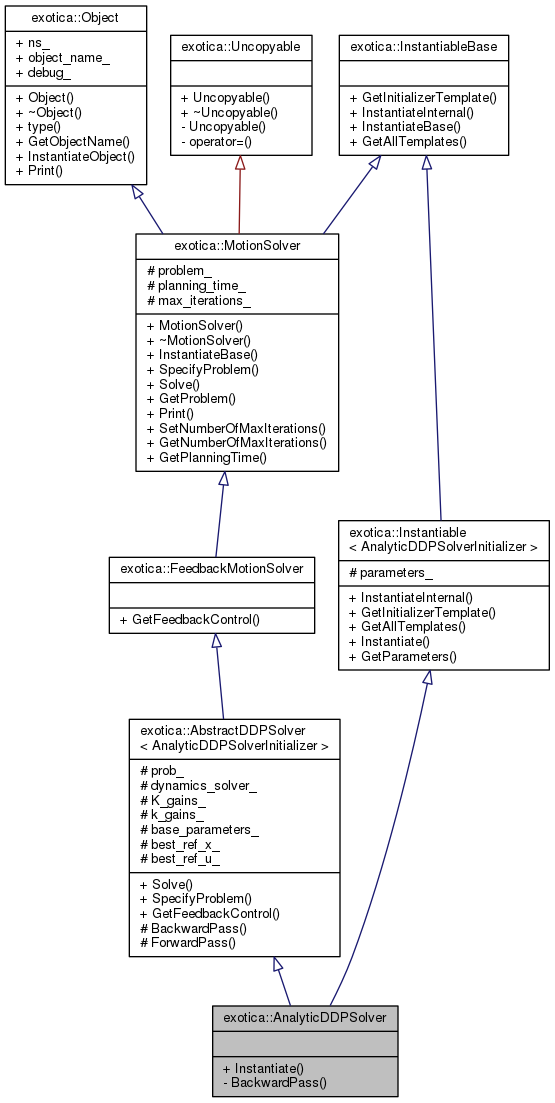 exotica::Object
+ ns_
+ object_name_
+ debug_
+ Object()
+ ~Object()
+ type()
+ GetObjectName()
+ InstantiateObject()
+ Print()
exotica::Uncopyable
+ Uncopyable()
+ ~Uncopyable()
- Uncopyable()
- operator=()
exotica::InstantiableBase
+ GetInitializerTemplate()
+ InstantiateInternal()
+ InstantiateBase()
+ GetAllTemplates()
exotica::MotionSolver
# problem_
# planning_time_
# max_iterations_
+ MotionSolver()
+ ~MotionSolver()
+ InstantiateBase()
+ SpecifyProblem()
+ Solve()
+ GetProblem()
+ Print()
+ SetNumberOfMaxIterations()
+ GetNumberOfMaxIterations()
+ GetPlanningTime()
exotica::Instantiable
< AnalyticDDPSolverInitializer >
# parameters_
+ InstantiateInternal()
+ GetInitializerTemplate()
+ GetAllTemplates()
+ Instantiate()
+ GetParameters()
exotica::FeedbackMotionSolver
+ GetFeedbackControl()
exotica::AbstractDDPSolver
< AnalyticDDPSolverInitializer >
# prob_
# dynamics_solver_
# K_gains_
# k_gains_
# base_parameters_
# best_ref_x_
# best_ref_u_
+ Solve()
+ SpecifyProblem()
+ GetFeedbackControl()
# BackwardPass()
# ForwardPass()
exotica::AnalyticDDPSolver
+ Instantiate()
- BackwardPass()